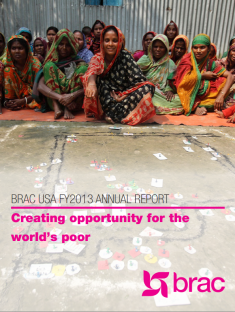 BRAC USA FY2013 ANNUAL REPORT
Creating opportunity for the
world's poor
brac